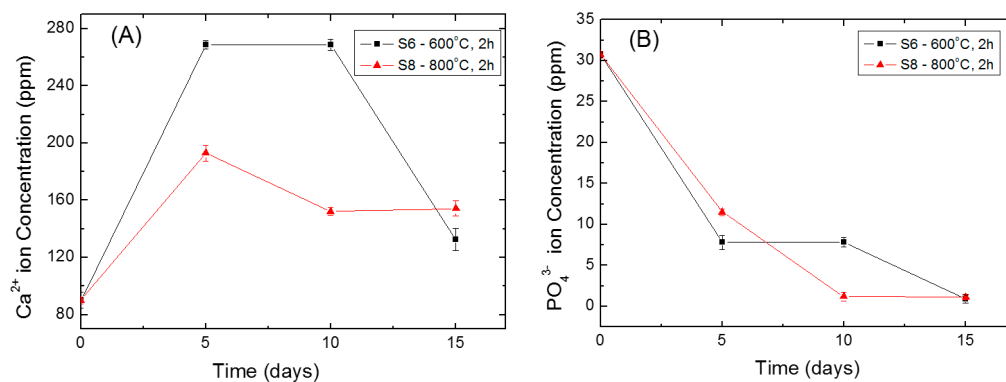 (A)
S6 - 600°C, 2h
S8 - 800°C, 2h
Ca²⁺ ion Concentration (ppm)
280
240
200
160
120
80
0 5 10 15
Time (days)
(B)
S6 - 600°C, 2h
S8 - 800°C, 2h
PO₄³⁻ ion Concentration (ppm)
35
30
25
20
15
10
5
0
0 5 10 15
Time (days)